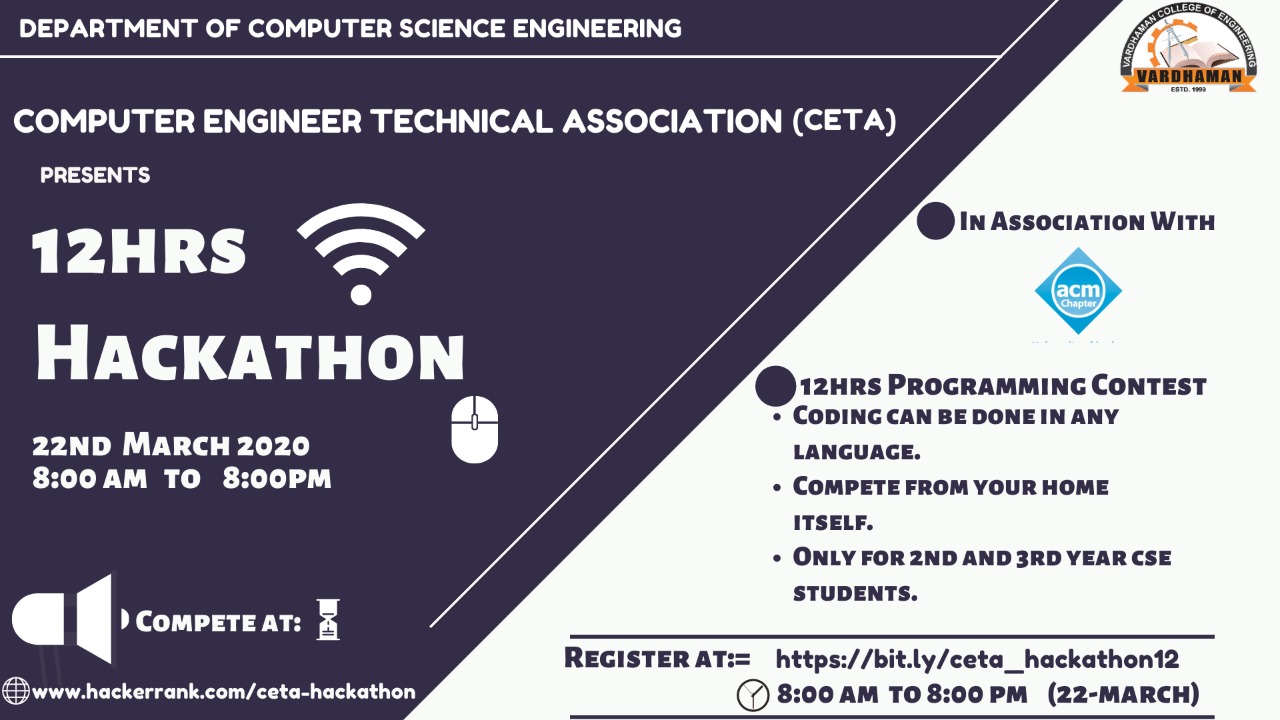 DEPARTMENT OF COMPUTER SCIENCE ENGINEERING
VARDHAMAN COLLEGE OF ENGINEERING
VARDHAMAN
ESTD. 1999
COMPUTER ENGINEER TECHNICAL ASSOCIATION (CETA)
PRESENTS
12HRS
HACKATHON
22ND MARCH 2020
8:00 AM TO 8:00PM
COMPETE AT:
www.hackerrank.com/ceta-hackathon
IN ASSOCIATION WITH
acm
Chapter
12HRS PROGRAMMING CONTEST
• CODING CAN BE DONE IN ANY
LANGUAGE.
• COMPETE FROM YOUR HOME
ITSELF.
• ONLY FOR 2ND AND 3RD YEAR CSE
STUDENTS.
REGISTER AT:= https://bit.ly/ceta_hackathon12
8:00 AM TO 8:00 PM (22-MARCH)